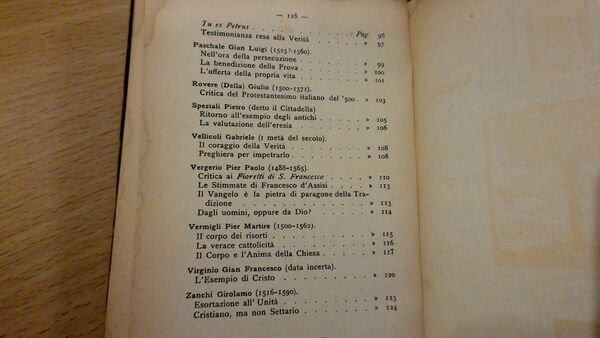 — 128 —
Tu es Petrus . . . . . . . . . Pag. 96
Testimonianza resa alla Verità . . . . » 97
Paschale Gian Luigi (1525?-1560).
Nell'ora della persecuzione . . . . . . » 99
La benedizione della Prova . . . . . . » 100
L'offerta della propria vita . . . . . . » 101
Rovere (Della) Giulio (1500-1571).
Critica del Protestantesimo italiano del '500 . » 103
Speziali Pietro (detto il Cittadella)
Ritorno all'esempio degli antichi . . . . » 105
La valutazione dell'eresia . . . . . . » 106
Vellicoli Gabriele (1 metà del secolo).
Il coraggio della Verità . . . . . . . » 108
Preghiera per impetrarlo . . . . . . . » 108
Vergerio Pier Paolo (1488-1565).
Critica ai Fioretti di S. Francesco . . . . » 110
Le Stimmate di Francesco d'Assisi . . . . » 113
Il Vangelo è la pietra di paragone della Tra-
dizione . . . . . . . . . . . » 113
Dagli uomini, oppure da Dio? . . . . . » 114
Vermigli Pier Martire (1500-1562).
Il corpo dei risorti . . . . . . . . » 115
La verace cattolicità . . . . . . . . » 116
Il Corpo e l'Anima della Chiesa . . . . . » 117
Virginio Gian Francesco (data incerta).
L'Esempio di Cristo . . . . . . . . » 120
Zanchi Girolamo (1516-1590).
Esortazione all' Unità . . . . . . . . » 123
Cristiano, ma non Settario . . . . . . » 124